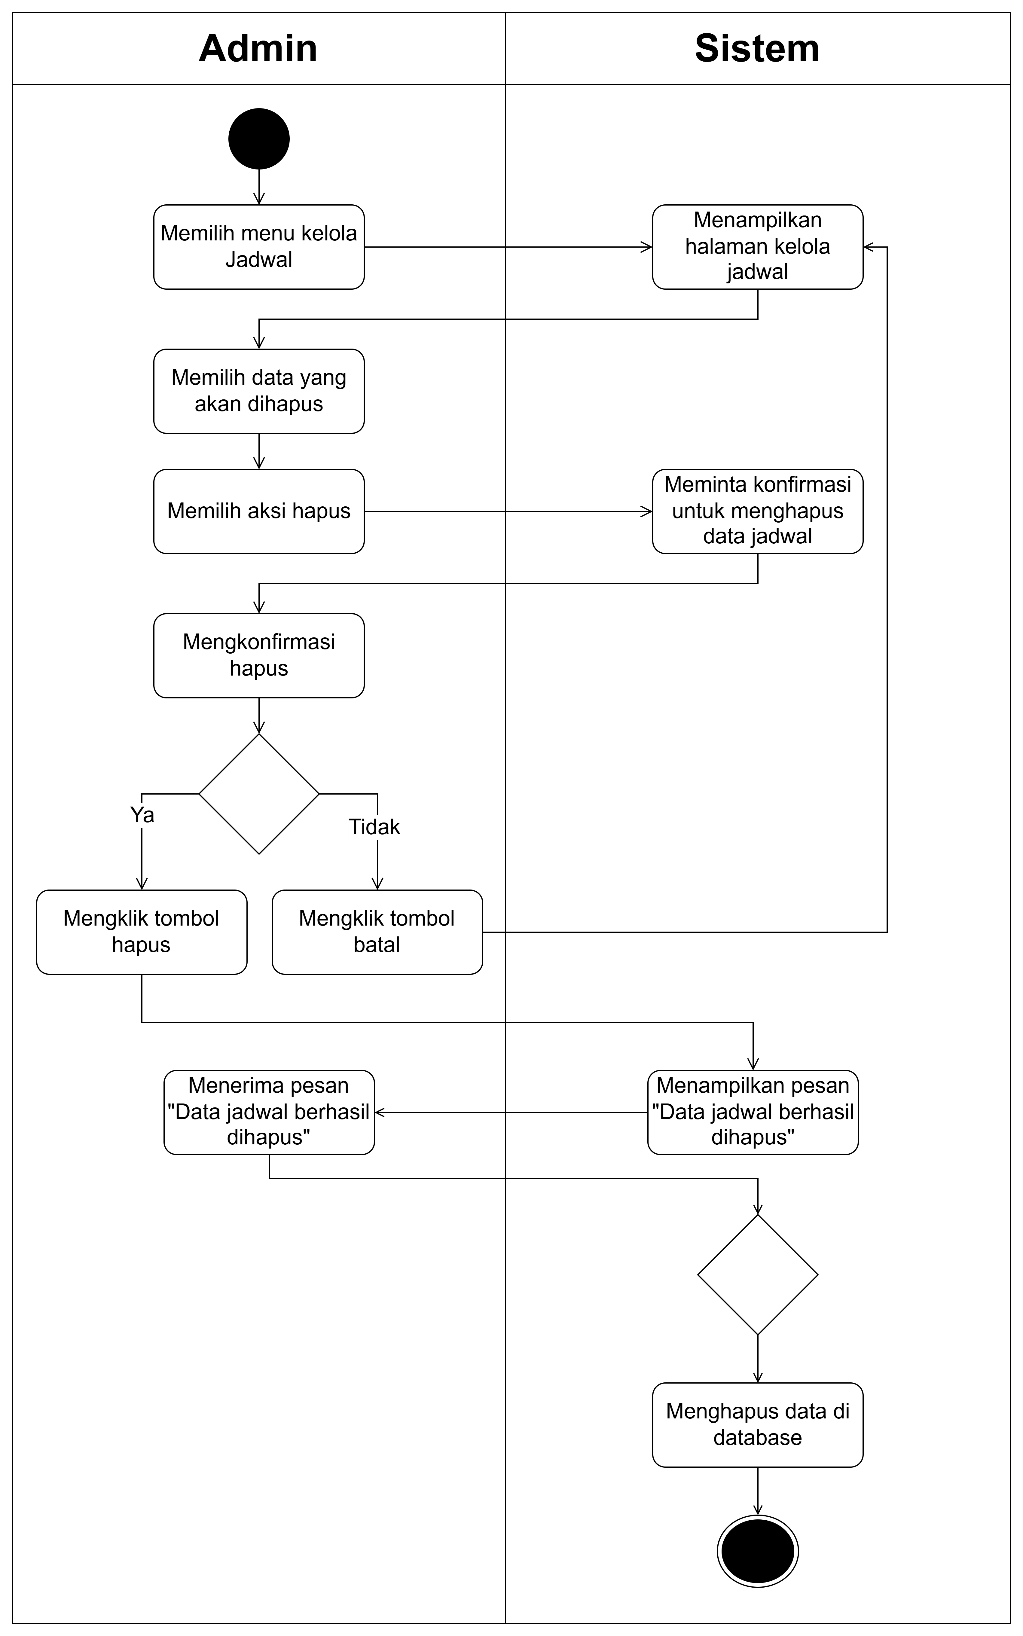 Admin
Sistem
Memilih menu kelola
Jadwal
Menampilkan
halaman kelola
jadwal
Memilih data yang
akan dihapus
Memilih aksi hapus
Meminta konfirmasi
untuk menghapus
data jadwal
Mengkonfirmasi
hapus
Ya
Tidak
Mengklik tombol
hapus
Mengklik tombol
batal
Menampilkan pesan
"Data jadwal berhasil
dihapus"
Menerima pesan
"Data jadwal berhasil
dihapus"
Menghapus data di
database